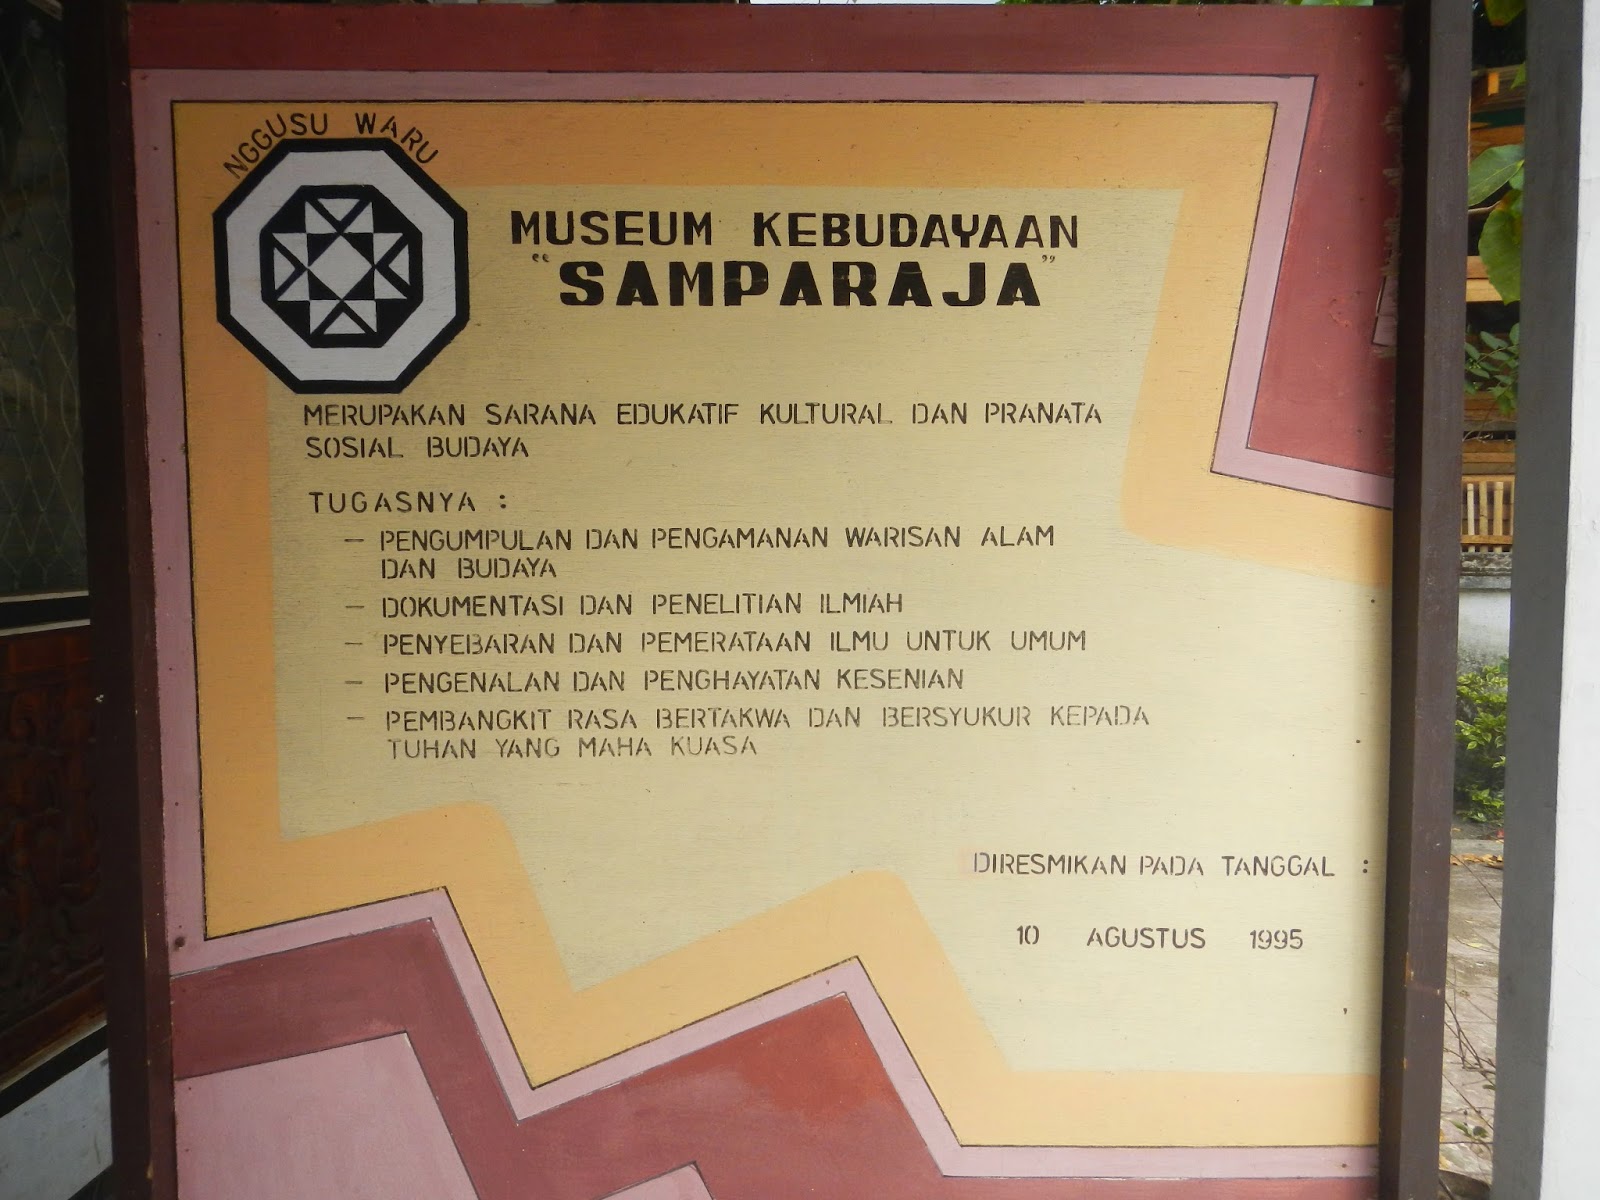 NGGUSU WARU
MUSEUM KEBUDAYAAN
"SAMPARAJA"
MERUPAKAN SARANA EDUKATIF KULTURAL DAN PRANATA
SOSIAL BUDAYA
TUGASNYA :
– PENGUMPULAN DAN PENGAMANAN WARISAN ALAM
DAN BUDAYA
– DOKUMENTASI DAN PENELITIAN ILMIAH
– PENYEBARAN DAN PEMERATAAN ILMU UNTUK UMUM
– PENGENALAN DAN PENGHAYATAN KESENIAN
– PEMBANGKIT RASA BERTAKWA DAN BERSYUKUR KEPADA
TUHAN YANG MAHA KUASA
DIRESMIKAN PADA TANGGAL :
10 AGUSTUS 1995